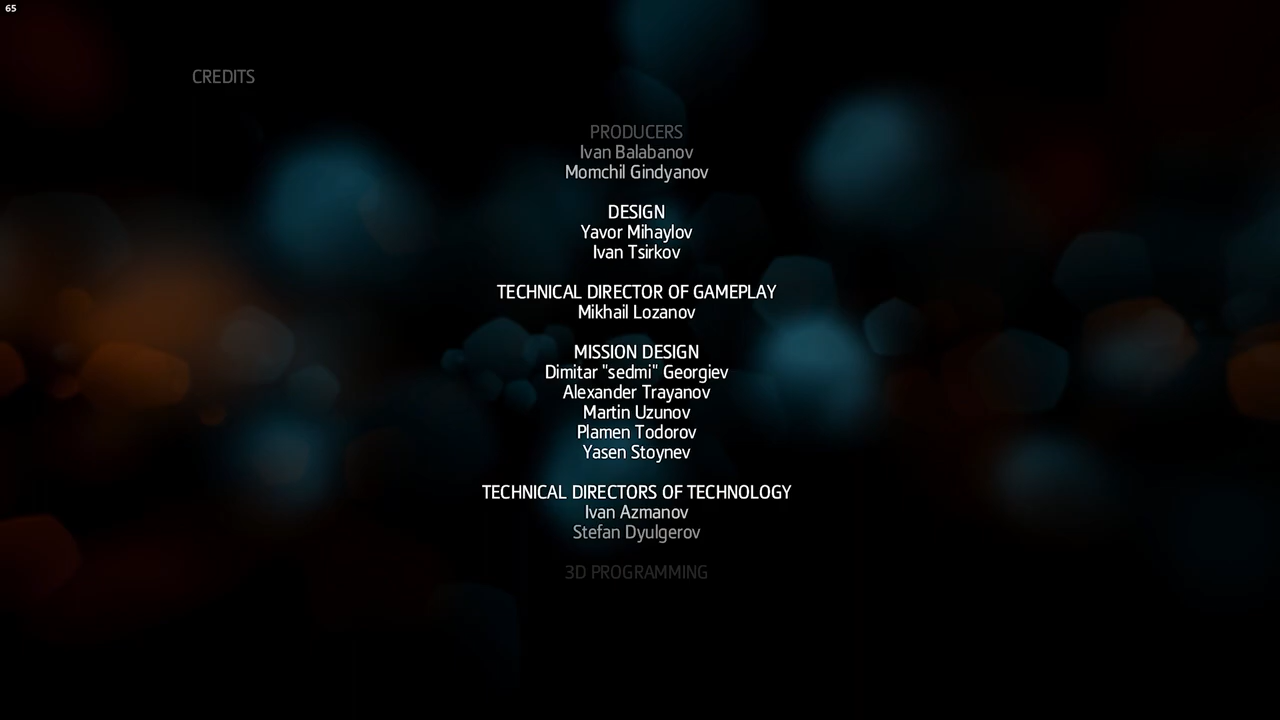 65
CREDITS
PRODUCERS
Ivan Balabanov
Momchil Gindyanov
DESIGN
Yavor Mihaylov
Ivan Tsirkov
TECHNICAL DIRECTOR OF GAMEPLAY
Mikhail Lozanov
MISSION DESIGN
Dimitar "sedmi" Georgiev
Alexander Trayanov
Martin Uzunov
Plamen Todorov
Yasen Stoynev
TECHNICAL DIRECTORS OF TECHNOLOGY
Ivan Azmanov
Stefan Dyulgerov
3D PROGRAMMING